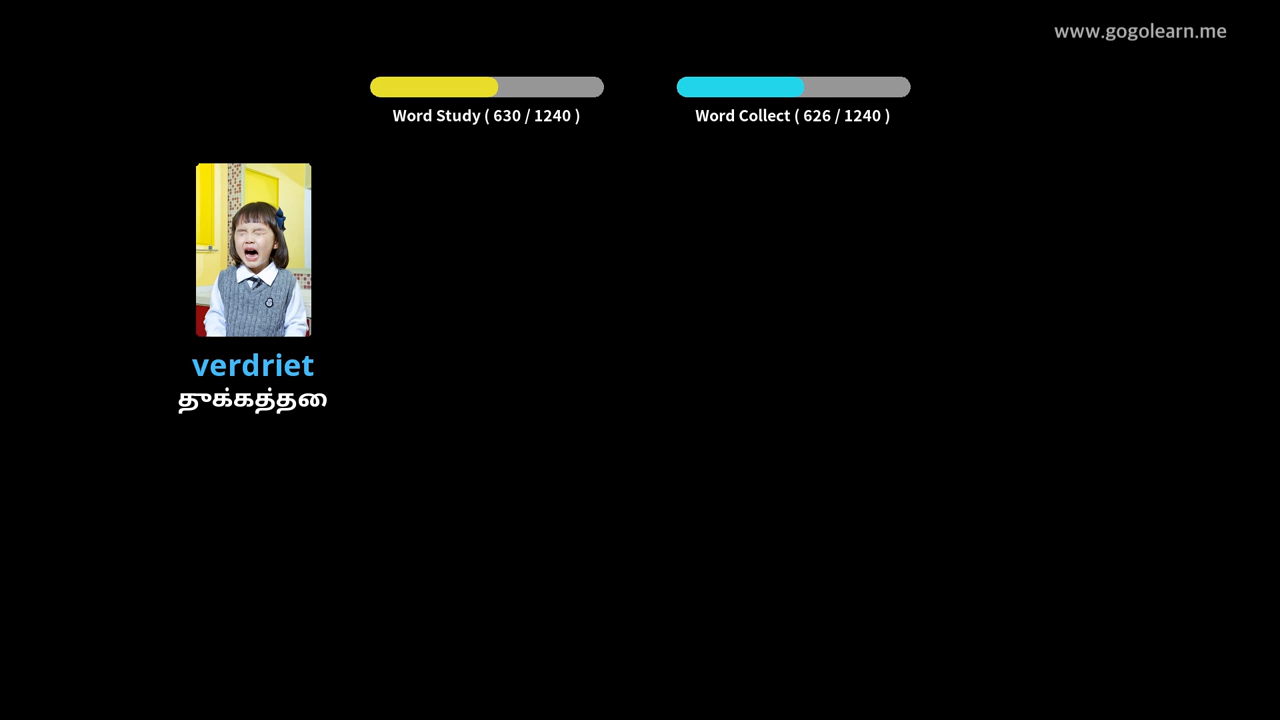 www.gogolearn.me
Word Study ( 630 / 1240 )
Word Collect ( 626 / 1240 )
verdriet
துக்கத்தை